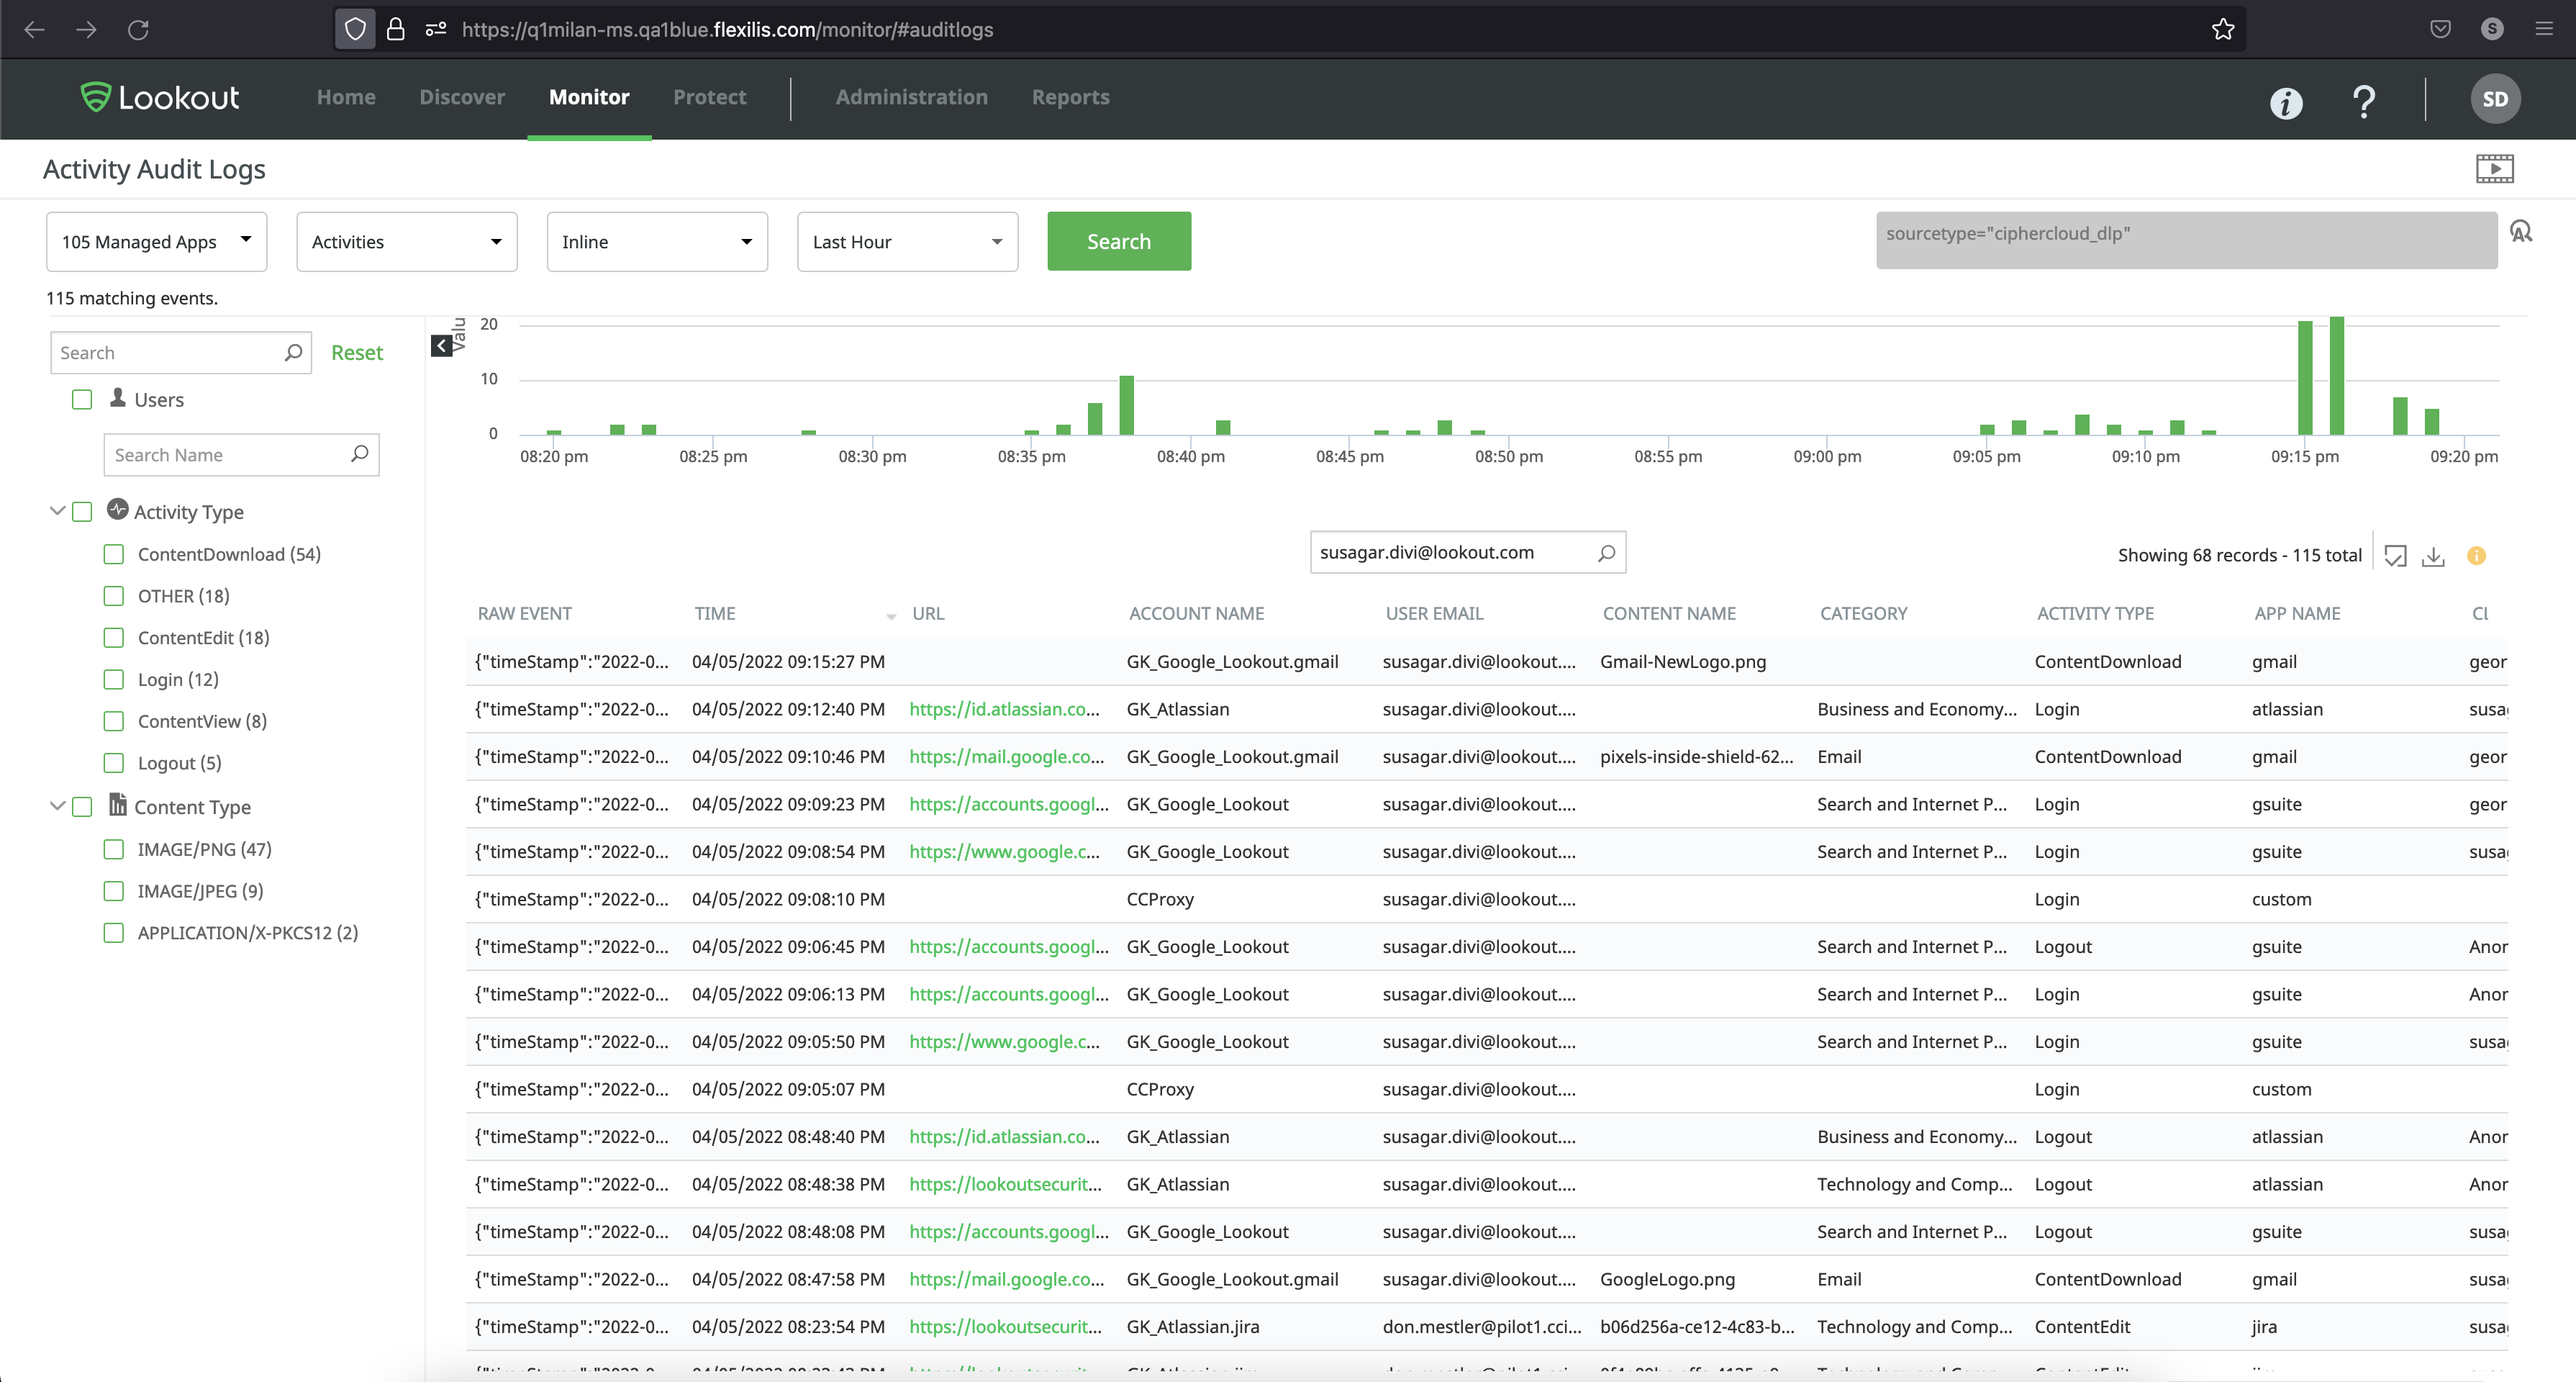 https://q1milan-ms.qa1blue.flexilis.com/monitor/#auditlogs
S
Lookout Home Discover Monitor Protect Administration Reports i ? SD
Activity Audit Logs
105 Managed Apps Activities Inline Last Hour Search sourcetype="ciphercloud_dlp"
115 matching events.
Search Reset
Users
Search Name
Activity Type
ContentDownload (54)
OTHER (18)
ContentEdit (18)
Login (12)
ContentView (8)
Logout (5)
Content Type
IMAGE/PNG (47)
IMAGE/JPEG (9)
APPLICATION/X-PKCS12 (2)
Valu
20
10
0
08:20 pm 08:25 pm 08:30 pm 08:35 pm 08:40 pm 08:45 pm 08:50 pm 08:55 pm 09:00 pm 09:05 pm 09:10 pm 09:15 pm 09:20 pm
susagar.divi@lookout.com Showing 68 records - 115 total
RAW EVENT TIME URL ACCOUNT NAME USER EMAIL CONTENT NAME CATEGORY ACTIVITY TYPE APP NAME CL
{"timeStamp":"2022-0... 04/05/2022 09:15:27 PM GK_Google_Lookout.gmail susagar.divi@lookout.... Gmail-NewLogo.png ContentDownload gmail geor
{"timeStamp":"2022-0... 04/05/2022 09:12:40 PM https://id.atlassian.co... GK_Atlassian susagar.divi@lookout.... Business and Economy... Login atlassian susag
{"timeStamp":"2022-0... 04/05/2022 09:10:46 PM https://mail.google.co... GK_Google_Lookout.gmail susagar.divi@lookout.... pixels-inside-shield-62... Email ContentDownload gmail geor
{"timeStamp":"2022-0... 04/05/2022 09:09:23 PM https://accounts.googl... GK_Google_Lookout susagar.divi@lookout.... Search and Internet P... Login gsuite geor
{"timeStamp":"2022-0... 04/05/2022 09:08:54 PM https://www.google.c... GK_Google_Lookout susagar.divi@lookout.... Search and Internet P... Login gsuite susag
{"timeStamp":"2022-0... 04/05/2022 09:08:10 PM CCProxy susagar.divi@lookout.... Login custom
{"timeStamp":"2022-0... 04/05/2022 09:06:45 PM https://accounts.googl... GK_Google_Lookout susagar.divi@lookout.... Search and Internet P... Logout gsuite Anor
{"timeStamp":"2022-0... 04/05/2022 09:06:13 PM https://accounts.googl... GK_Google_Lookout susagar.divi@lookout.... Search and Internet P... Login gsuite Anor
{"timeStamp":"2022-0... 04/05/2022 09:05:50 PM https://www.google.c... GK_Google_Lookout susagar.divi@lookout.... Search and Internet P... Login gsuite susag
{"timeStamp":"2022-0... 04/05/2022 09:05:07 PM CCProxy susagar.divi@lookout.... Login custom
{"timeStamp":"2022-0... 04/05/2022 08:48:40 PM https://id.atlassian.co... GK_Atlassian susagar.divi@lookout.... Business and Economy... Logout atlassian Anor
{"timeStamp":"2022-0... 04/05/2022 08:48:38 PM https://lookoutsecurit... GK_Atlassian susagar.divi@lookout.... Technology and Comp... Logout atlassian Anor
{"timeStamp":"2022-0... 04/05/2022 08:48:08 PM https://accounts.googl... GK_Google_Lookout susagar.divi@lookout.... Search and Internet P... Logout gsuite susag
{"timeStamp":"2022-0... 04/05/2022 08:47:58 PM https://mail.google.co... GK_Google_Lookout.gmail susagar.divi@lookout.... GoogleLogo.png Email ContentDownload gmail susag
{"timeStamp":"2022-0... 04/05/2022 08:23:54 PM https://lookoutsecurit... GK_Atlassian.jira don.mestler@pilot1.cci... b06d256a-ce12-4c83-b... Technology and Comp... ContentEdit jira susag